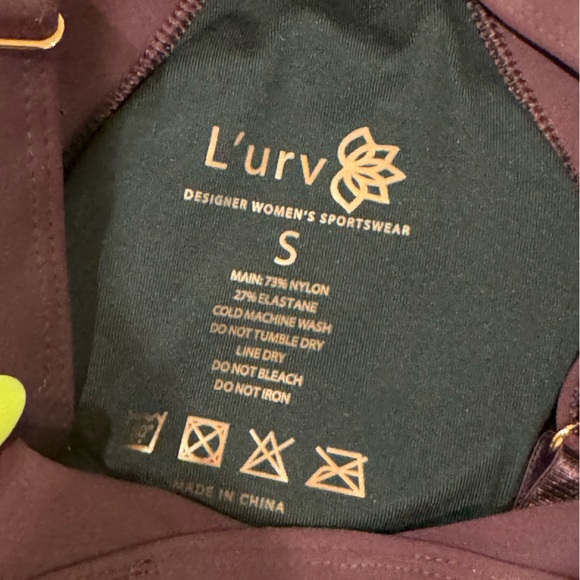 L'urv
DESIGNER WOMEN'S SPORTSWEAR
S
MAIN: 73% NYLON
27% ELASTANE
COLD MACHINE WASH
DO NOT TUMBLE DRY
LINE DRY
DO NOT BLEACH
DO NOT IRON
MADE IN CHINA